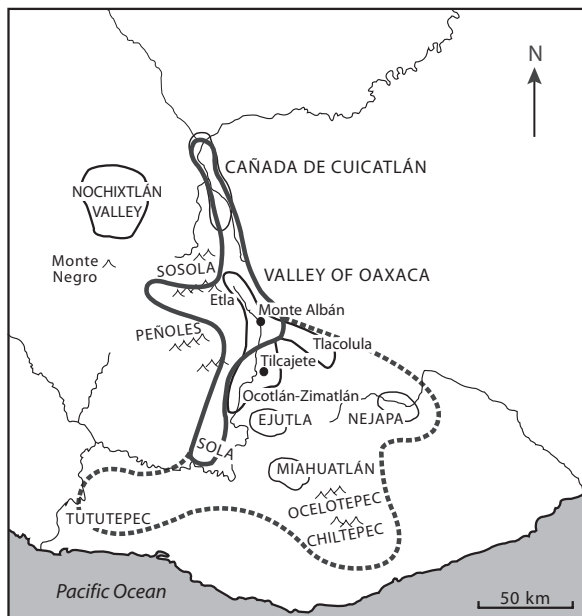 N
CAÑADA DE CUICATLÁN
NOCHIXTLÁN
VALLEY
Monte
Negro
SOSOLA
VALLEY OF OAXACA
Etla
Monte Albán
PEÑOLES
Tlacolula
Tilcajete
Ocotlán-Zimatlán
EJUTLA
NEJAPA
SOLA
MIAHUATLÁN
OCELOTEPEC
TUTUTEPEC
CHILTEPEC
Pacific Ocean
50 km